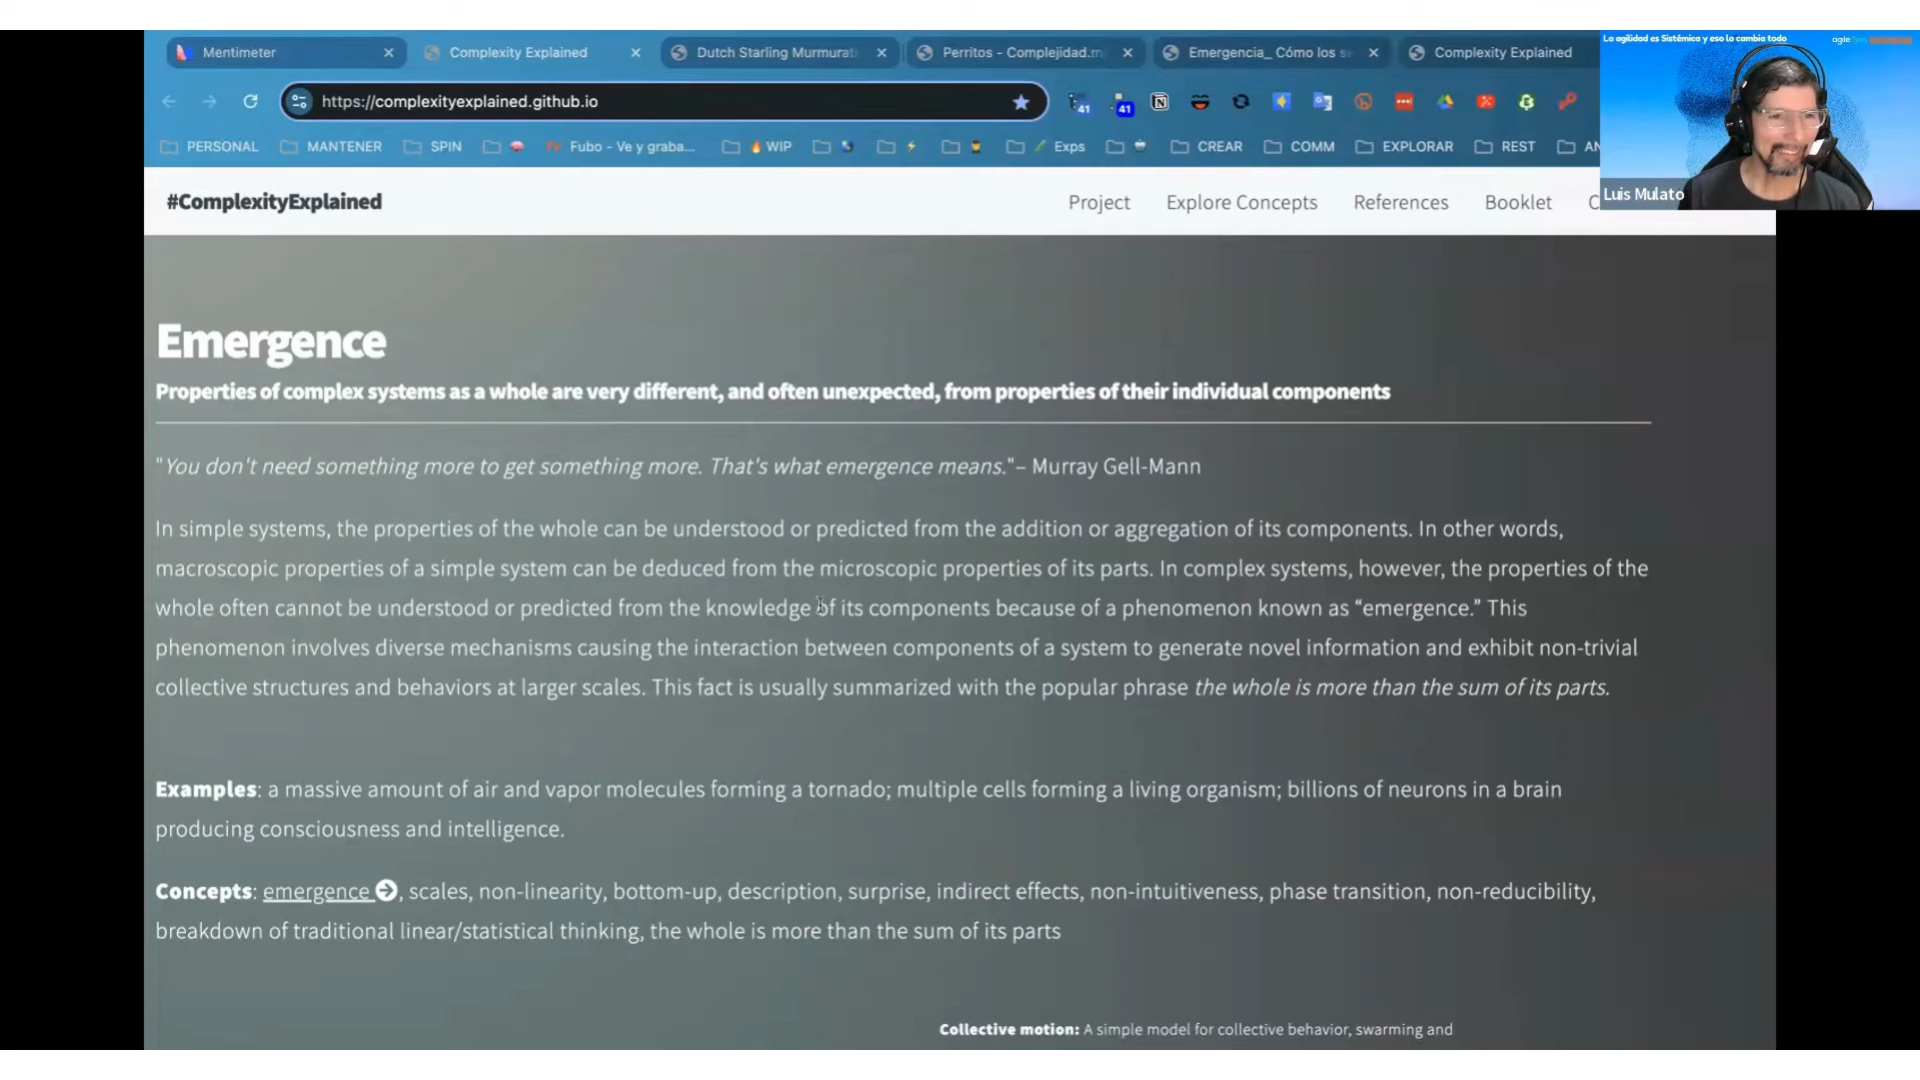 Mentimeter
Complexity Explained
Dutch Starling Murmurati
Perritos - Complejidad.m
Emergencia_ Cómo los s
Complexity Explained
La agilidad es Sistémica y eso lo cambia todo
https://complexityexplained.github.io
41
41
PERSONAL
MANTENER
SPIN
Fubo - Ve y graba...
WIP
Exps
CREAR
COMM
EXPLORAR
REST
Luis Mulato
#ComplexityExplained
Project
Explore Concepts
References
Booklet
Emergence
Properties of complex systems as a whole are very different, and often unexpected, from properties of their individual components
"You don't need something more to get something more. That's what emergence means."– Murray Gell-Mann
In simple systems, the properties of the whole can be understood or predicted from the addition or aggregation of its components. In other words,
macroscopic properties of a simple system can be deduced from the microscopic properties of its parts. In complex systems, however, the properties of the
whole often cannot be understood or predicted from the knowledge of its components because of a phenomenon known as “emergence.” This
phenomenon involves diverse mechanisms causing the interaction between components of a system to generate novel information and exhibit non-trivial
collective structures and behaviors at larger scales. This fact is usually summarized with the popular phrase the whole is more than the sum of its parts.
Examples: a massive amount of air and vapor molecules forming a tornado; multiple cells forming a living organism; billions of neurons in a brain
producing consciousness and intelligence.
Concepts: emergence, scales, non-linearity, bottom-up, description, surprise, indirect effects, non-intuitiveness, phase transition, non-reducibility,
breakdown of traditional linear/statistical thinking, the whole is more than the sum of its parts
Collective motion: A simple model for collective behavior, swarming and